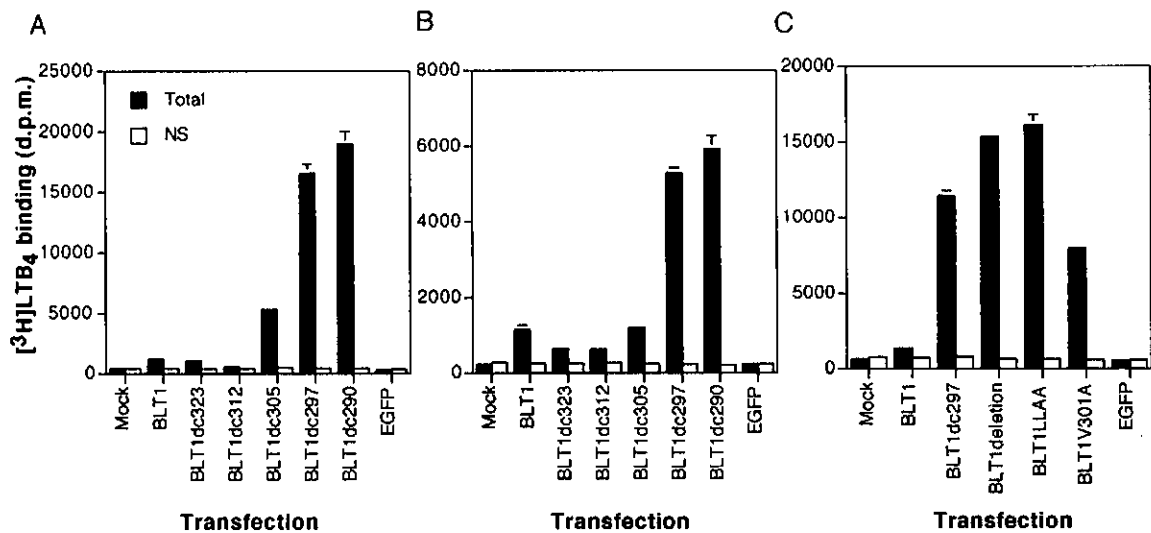 A
B
C
[³H]LTB₄ binding (d.p.m.)
25000
20000
15000
10000
5000
0
Total
NS
Mock
BLT1
BLT1dc323
BLT1dc312
BLT1dc305
BLT1dc297
BLT1dc290
EGFP
Transfection
8000
6000
4000
2000
0
Mock
BLT1
BLT1dc323
BLT1dc312
BLT1dc305
BLT1dc297
BLT1dc290
EGFP
Transfection
20000
15000
10000
5000
0
Mock
BLT1
BLT1dc297
BLT1deletion
BLT1LLAA
BLT1V301A
EGFP
Transfection